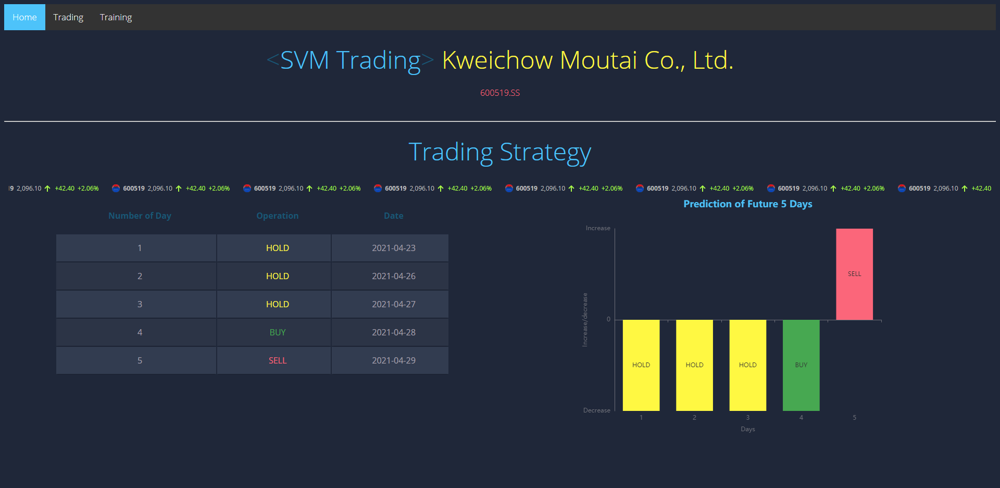 Home Trading Training
<SVM Trading> Kweichow Moutai Co., Ltd.
600519.SS
Trading Strategy
19 2,096.10 +42.40 +2.06% 600519 2,096.10 +42.40 +2.06% 600519 2,096.10 +42.40 +2.06% 600519 2,096.10 +42.40 +2.06% 600519 2,096.10 +42.40 +2.06% 600519 2,096.10 +42.40 +2.06% 600519 2,096.10 +42.40 +2.06% 600519 2,096.10 +42.40
Number of Day Operation Date
1 HOLD 2021-04-23
2 HOLD 2021-04-26
3 HOLD 2021-04-27
4 BUY 2021-04-28
5 SELL 2021-04-29
Prediction of Future 5 Days
Increase
SELL
Increase/decrease
0
HOLD HOLD HOLD BUY
Decrease
1 2 3 4 5
Days